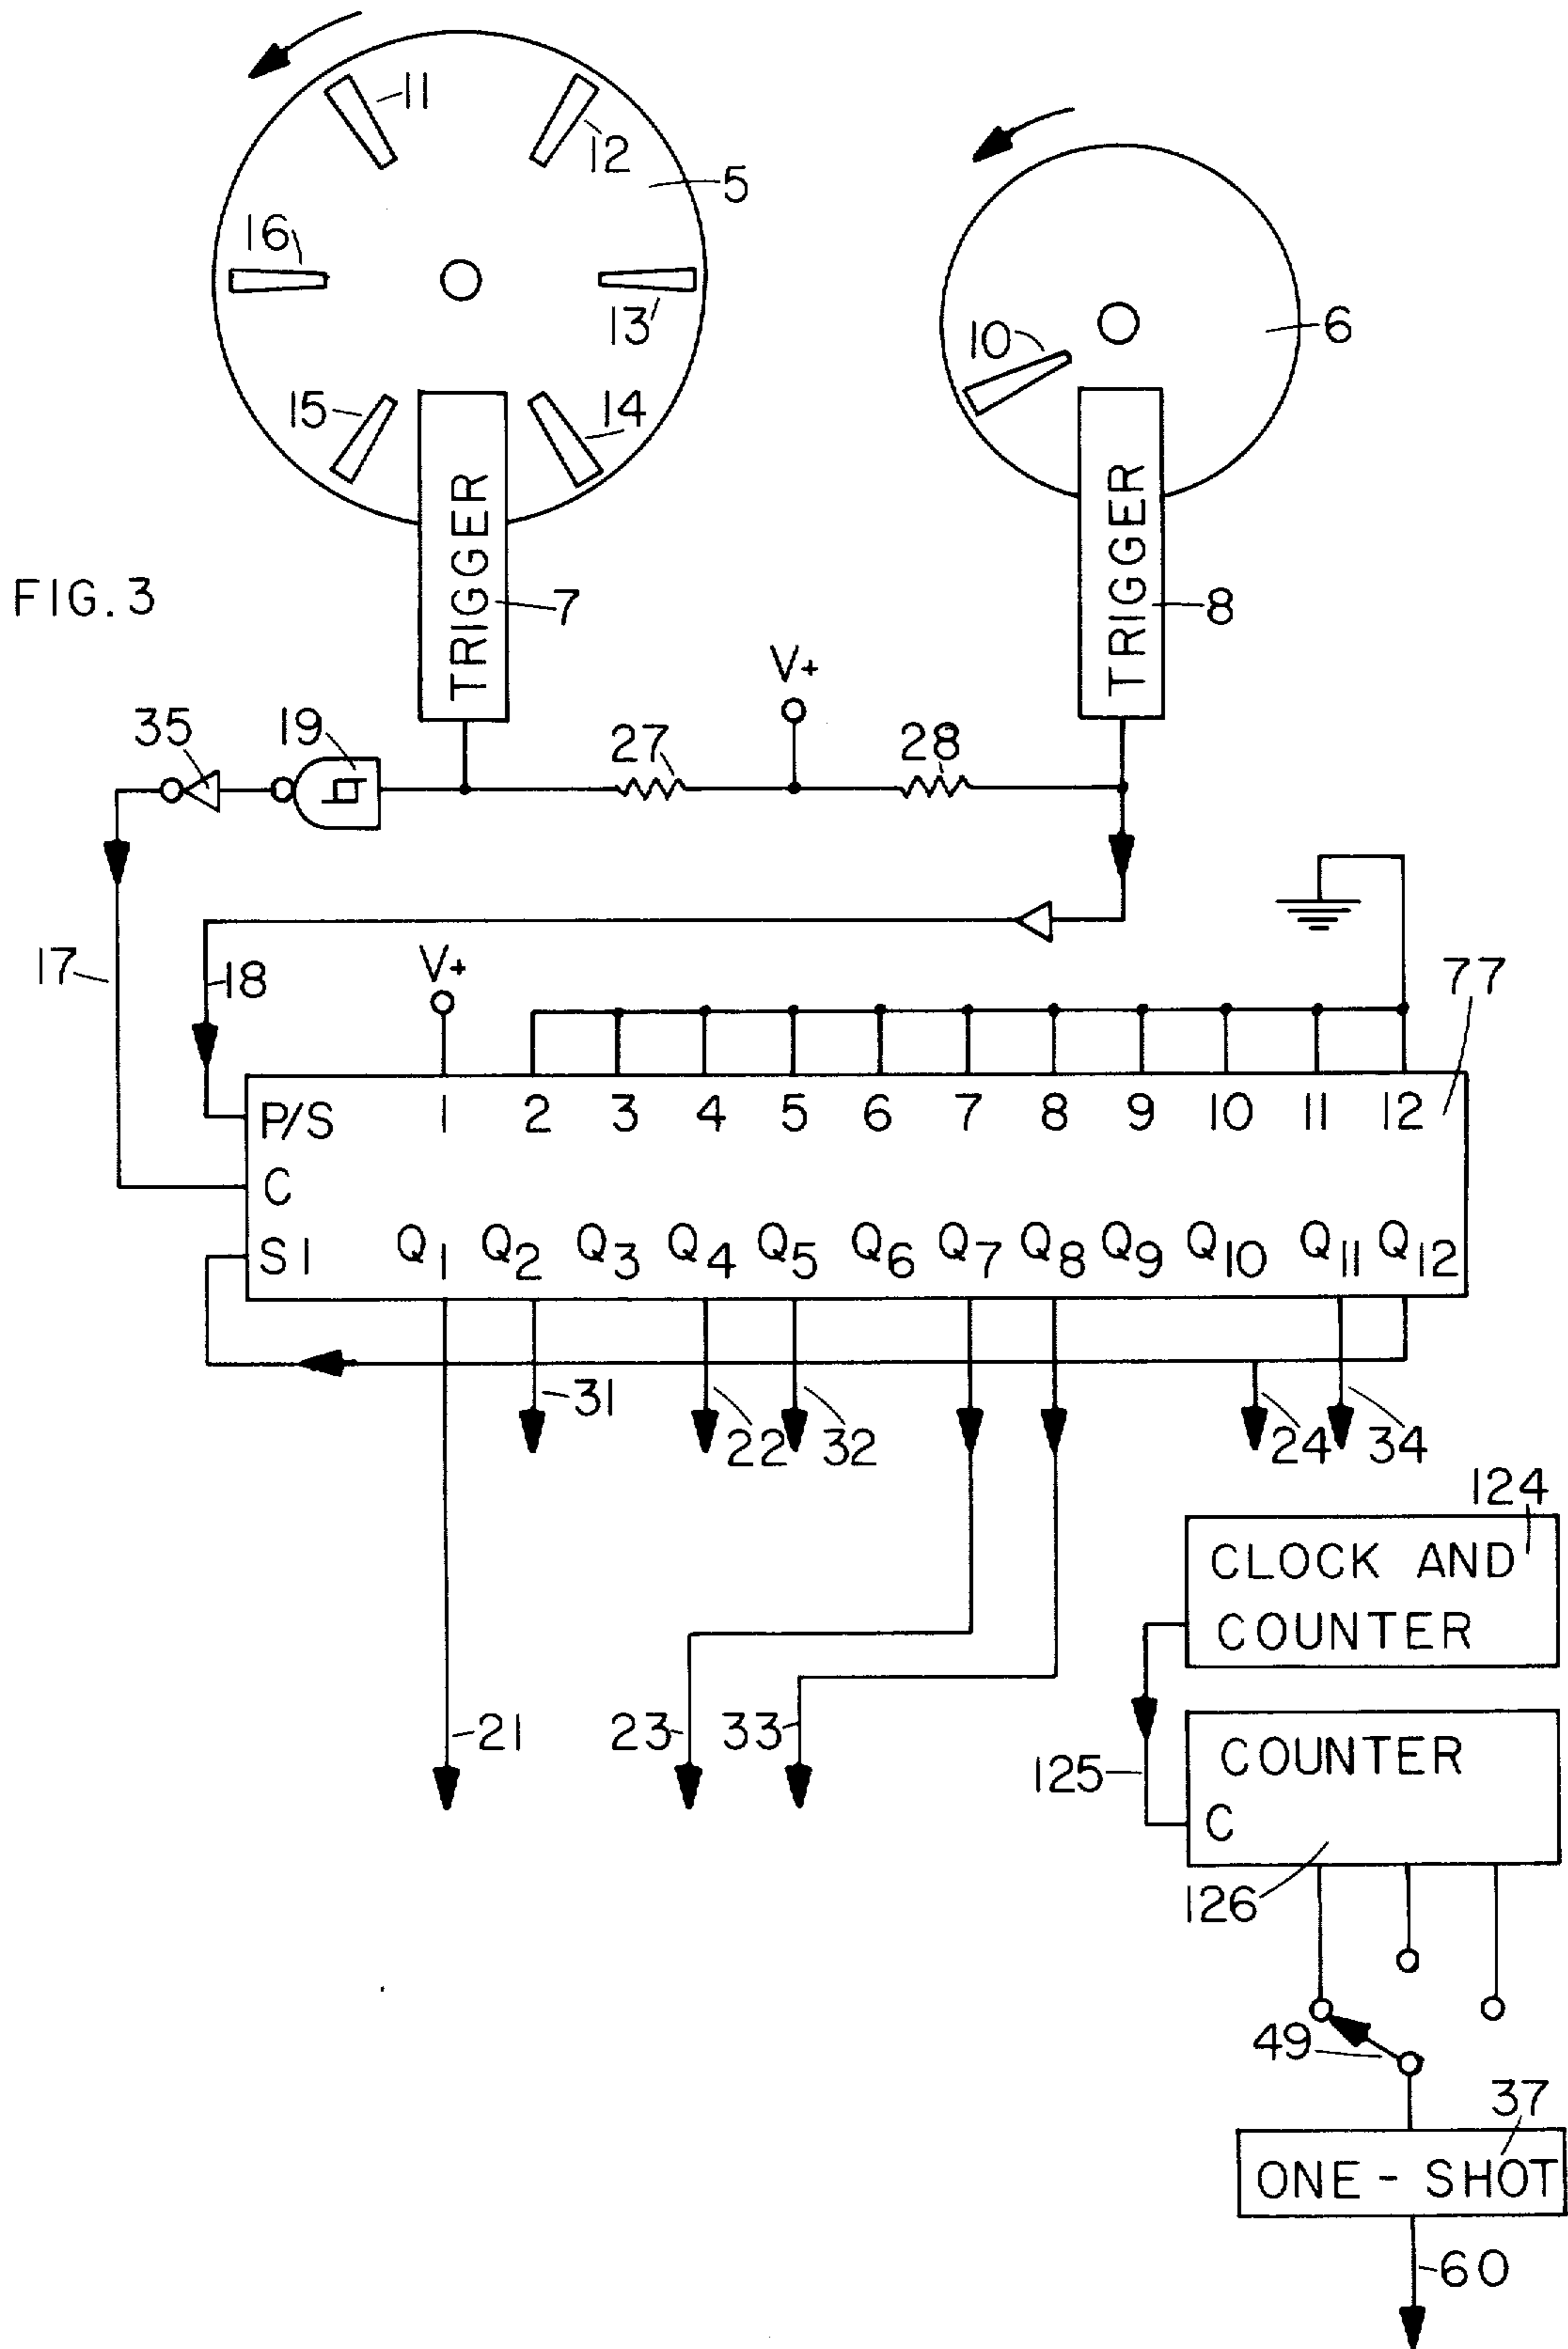 11
12
5
16
13
10
6
15
14
TRIGGER
7
TRIGGER
8
FIG. 3
V+
35
19
27
28
17
18
V+
77
P/S 1 2 3 4 5 6 7 8 9 10 11 12
C
SI Q1 Q2 Q3 Q4 Q5 Q6 Q7 Q8 Q9 Q10 Q11 Q12
31
22
32
24
34
124
CLOCK AND
COUNTER
21
23
33
125
COUNTER
C
126
49
37
ONE - SHOT
60